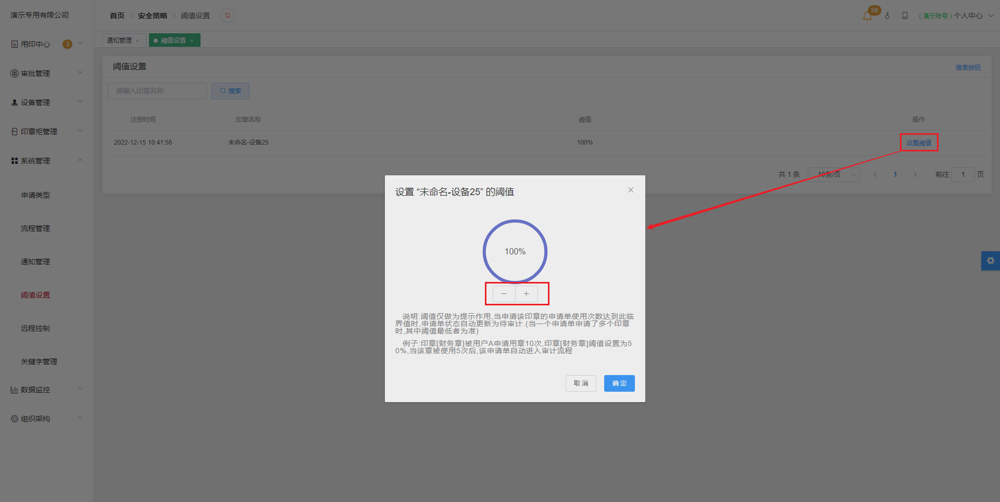 演示专用有限公司
首页 > 安全策略 > 阈值设置
58
(演示账号) 个人中心
通知管理 ×
阈值设置 ×
用印中心 3
审批管理
设备管理
印章柜管理
系统管理
申请类型
流程管理
通知管理
阈值设置
远程控制
关键字管理
数据监控
组织架构
阈值设置
搜索按钮
请输入印章名称
搜索
注册时间 印章名称 阈值 操作
2022-12-15 10:41:56 未命名-设备25 100% 设置阈值
共 1 条 10条/页 < 1 > 前往 1 页
设置 “未命名-设备25” 的阈值
100%
− +
说明:阈值仅做为提示作用,当申请该印章的申请单使用次数达到此临
界值时,申请单状态自动更新为待审计.(当一个申请单申请了多个印章
时,其中阈值最低者为准)
例子:印章[财务章]被用户A申请用章10次,印章[财务章]阈值设置为5
0%,当该章被使用5次后,该申请单自动进入审计流程
取 消
确 定